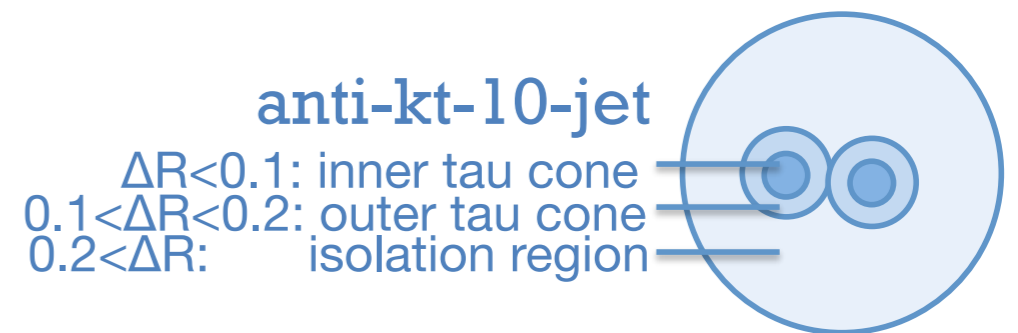 anti-kt-10-jet
ΔR<0.1: inner tau cone
0.1<ΔR<0.2: outer tau cone
0.2<ΔR: isolation region